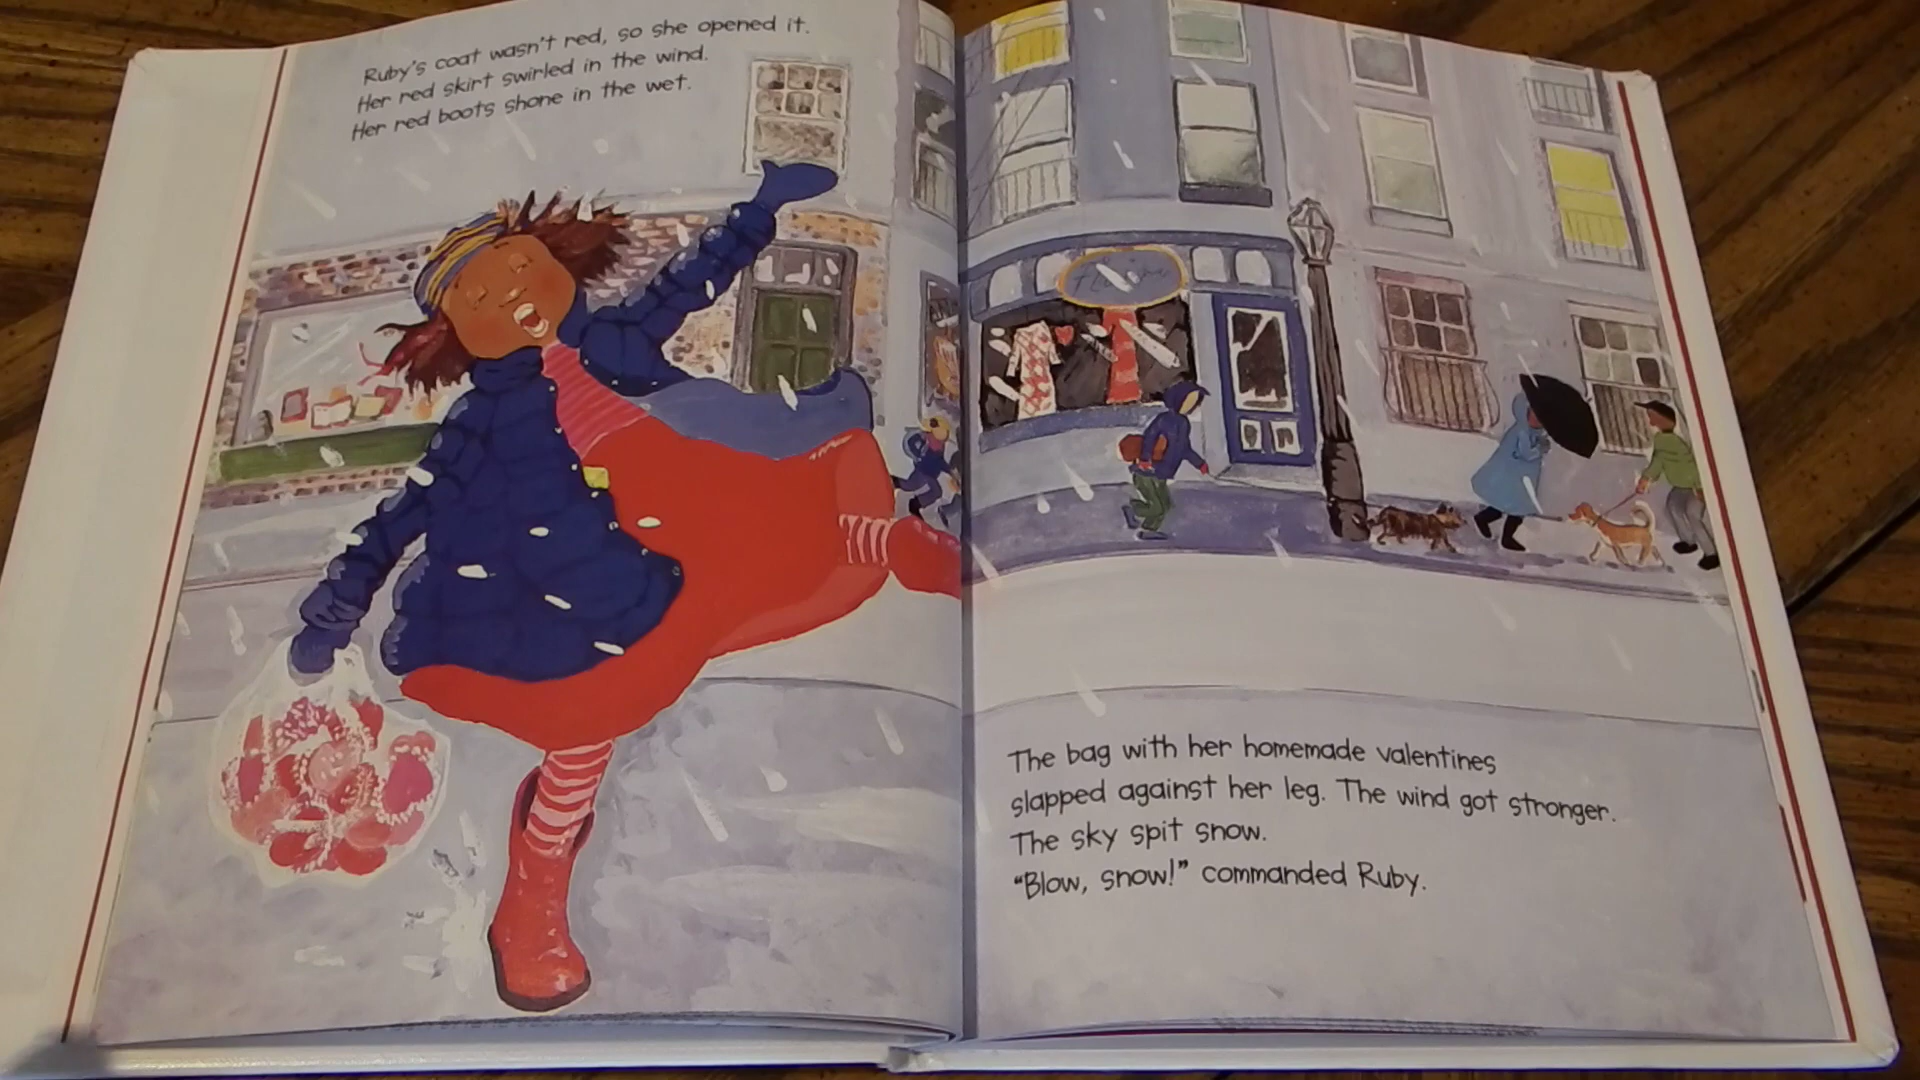 Ruby's coat wasn't red, so she opened it.
Her red skirt swirled in the wind.
Her red boots shone in the wet.
The bag with her homemade valentines
slapped against her leg. The wind got stronger.
The sky spit snow.
"Blow, snow!" commanded Ruby.